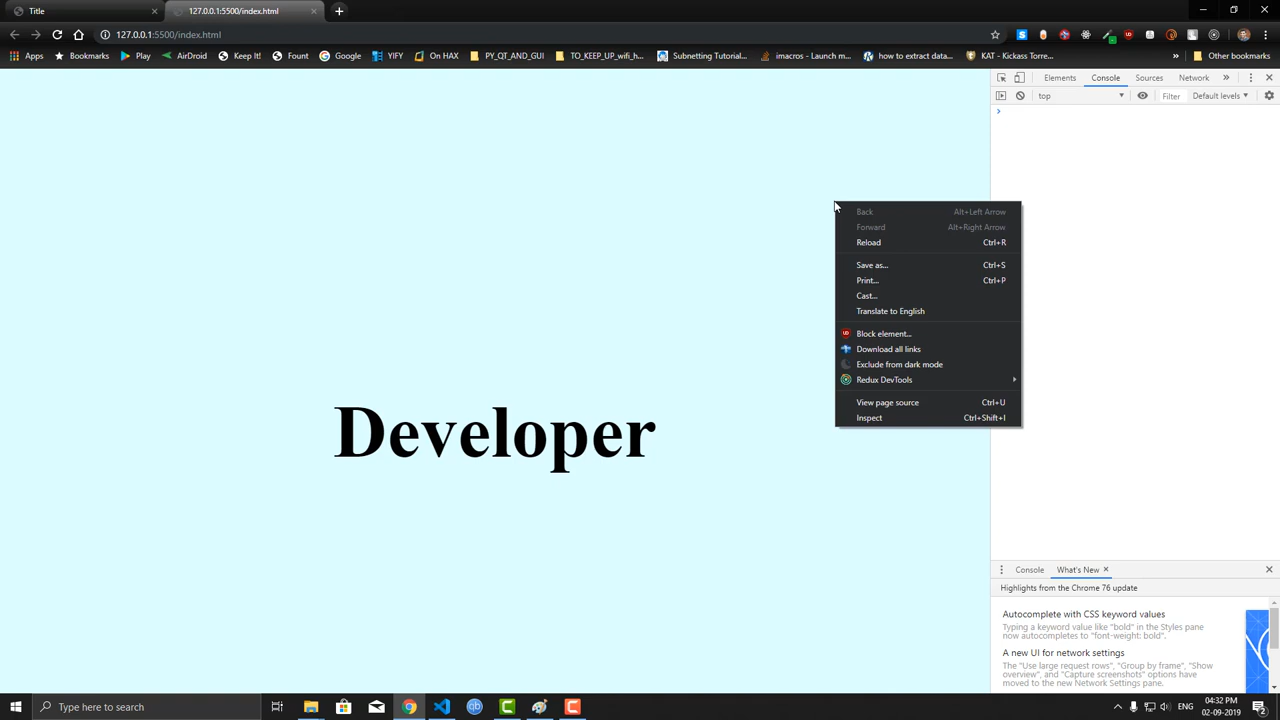 Title
127.0.0.1:5500/index.html
127.0.0.1:5500/index.html
Apps
Bookmarks
Play
AirDroid
Keep It!
Fount
Google
YIFY
On HAX
PY_QT_AND_GUI
TO_KEEP_UP_wifi_h...
Subnetting Tutorial...
imacros - Launch m...
how to extract data...
KAT - Kickass Torre...
»
Other bookmarks
Elements Console Sources Network »
top Filter Default levels
Back Alt+Left Arrow
Forward Alt+Right Arrow
Reload Ctrl+R
Save as... Ctrl+S
Print... Ctrl+P
Cast...
Translate to English
Block element...
Download all links
Exclude from dark mode
Redux DevTools
View page source Ctrl+U
Inspect Ctrl+Shift+I
Developer
Console What's New
Highlights from the Chrome 76 update
Autocomplete with CSS keyword values
Typing a keyword value like "bold" in the Styles pane
now autocompletes to "font-weight: bold".
A new UI for network settings
The "Use large request rows", "Group by frame", "Show
overview", and "Capture screenshots" options have
moved to the new Network Settings pane.
Type here to search
ENG
04:32 PM
02-09-2019
2